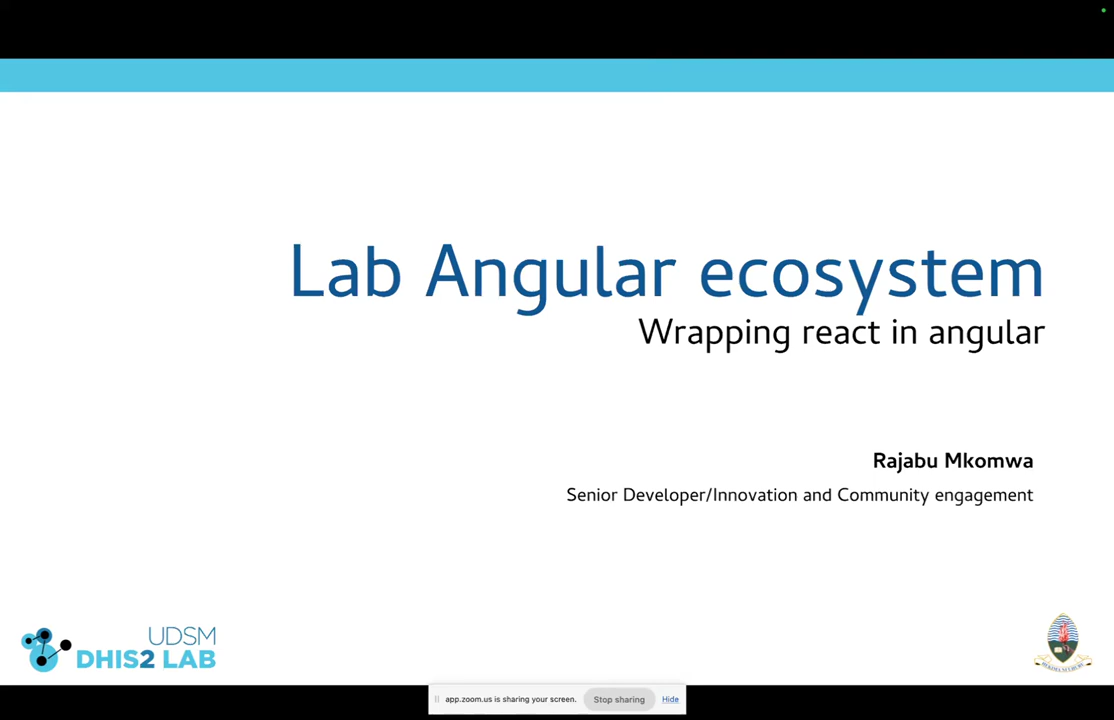 Lab Angular ecosystem
Wrapping react in angular
Rajabu Mkomwa
Senior Developer/Innovation and Community engagement
UDSM
DHIS2 LAB
app.zoom.us is sharing your screen.
Stop sharing
Hide